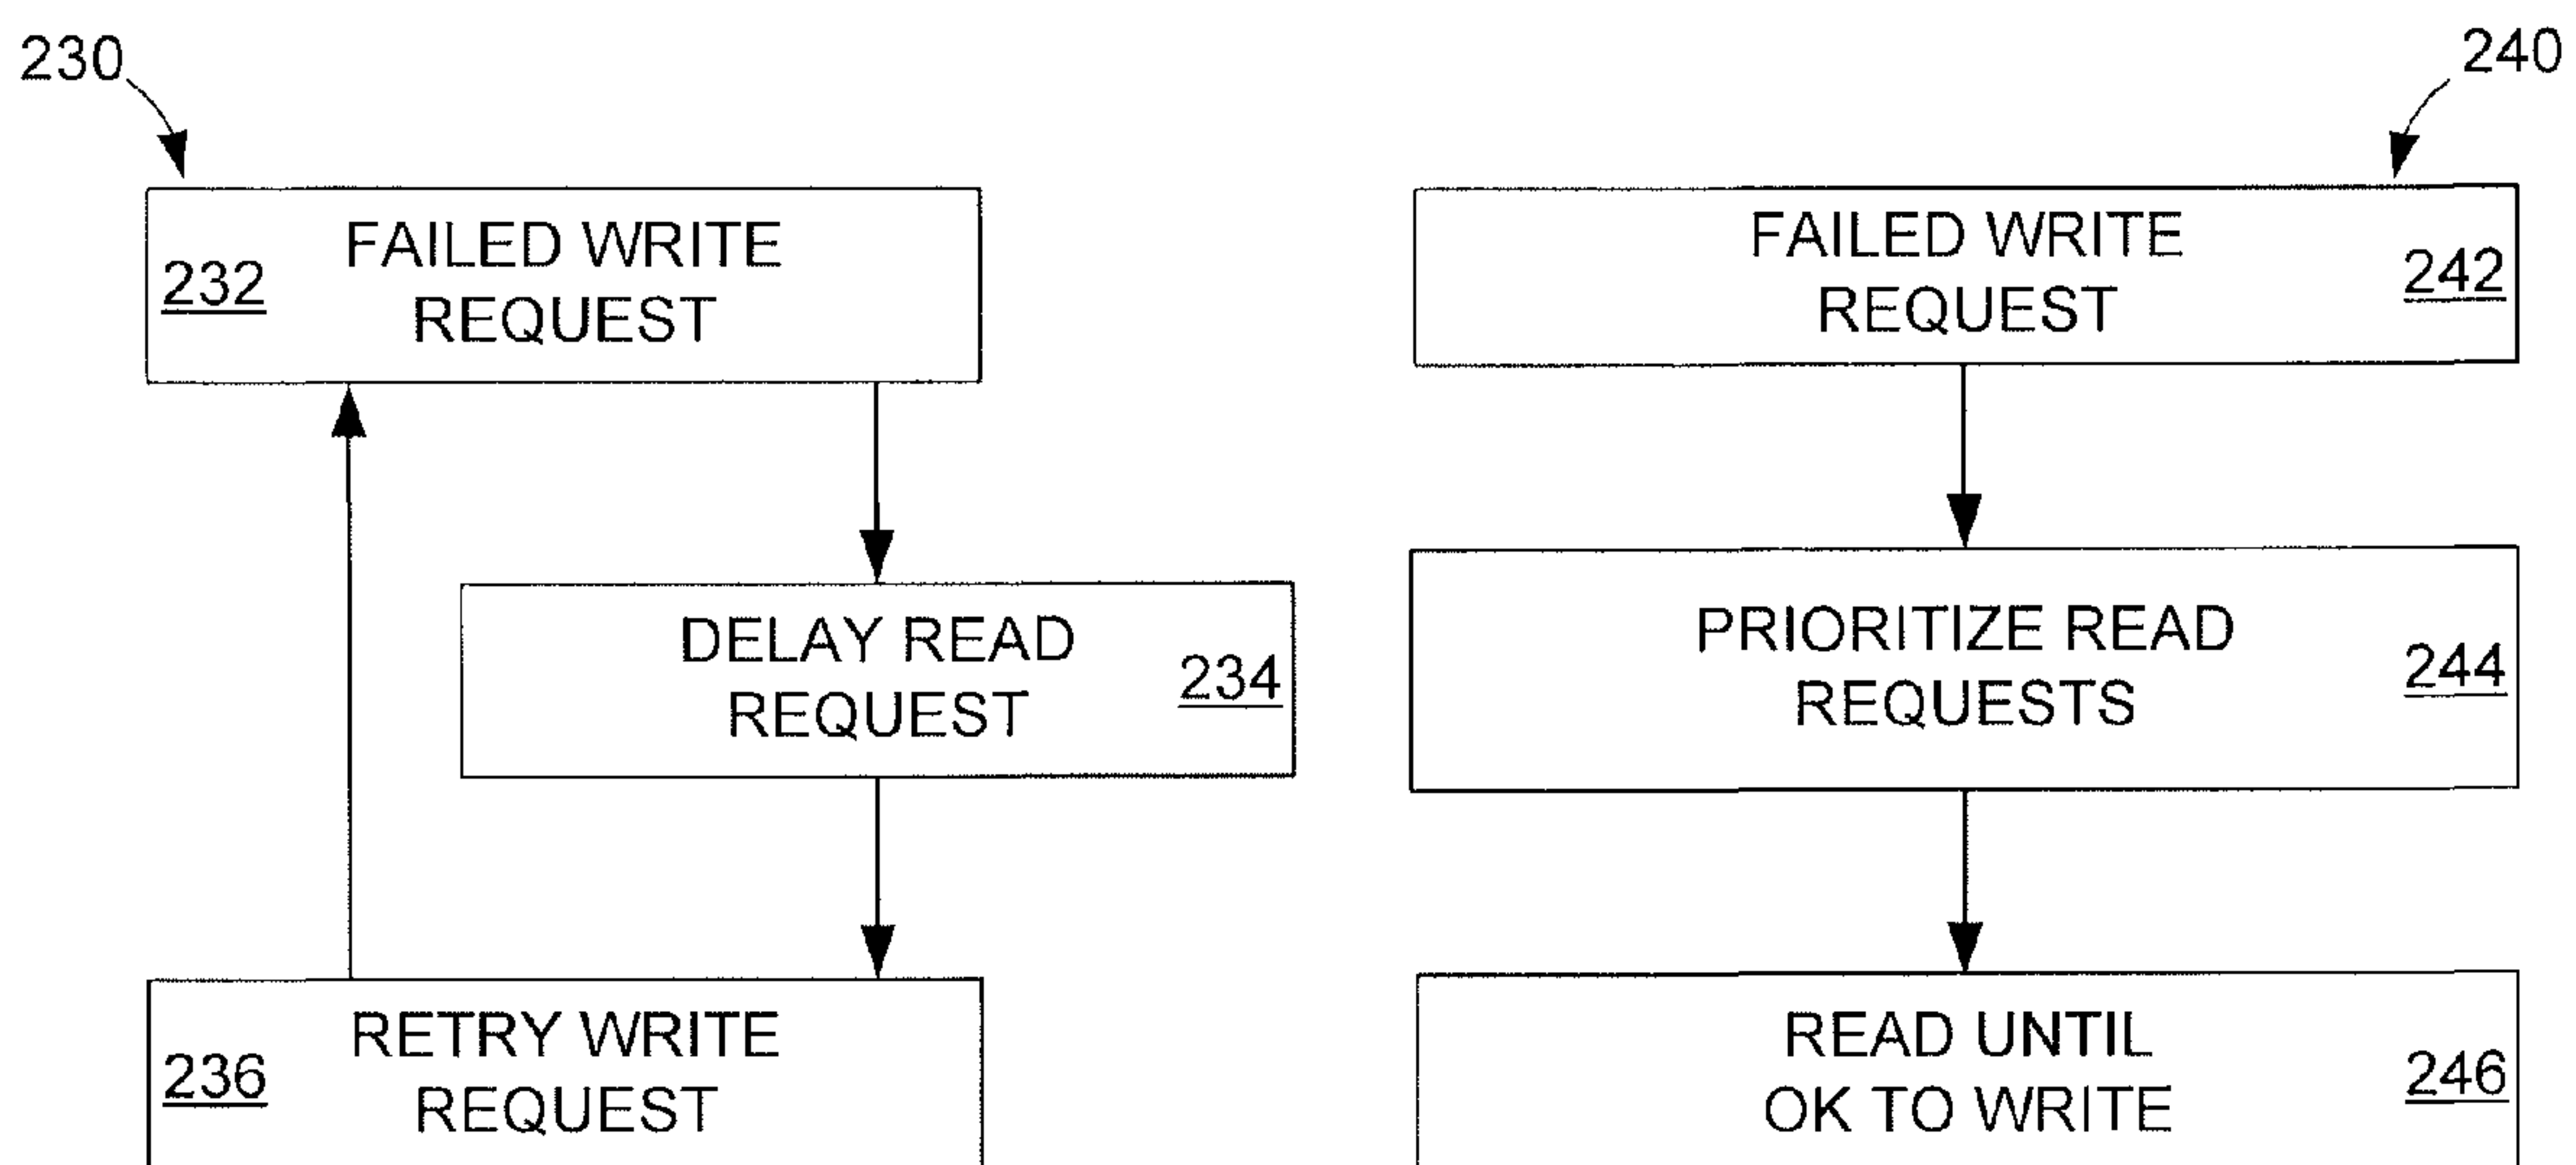 230
240
FAILED WRITE
REQUEST
232
FAILED WRITE
REQUEST
242
DELAY READ
REQUEST
234
PRIORITIZE READ
REQUESTS
244
RETRY WRITE
REQUEST
236
READ UNTIL
OK TO WRITE
246